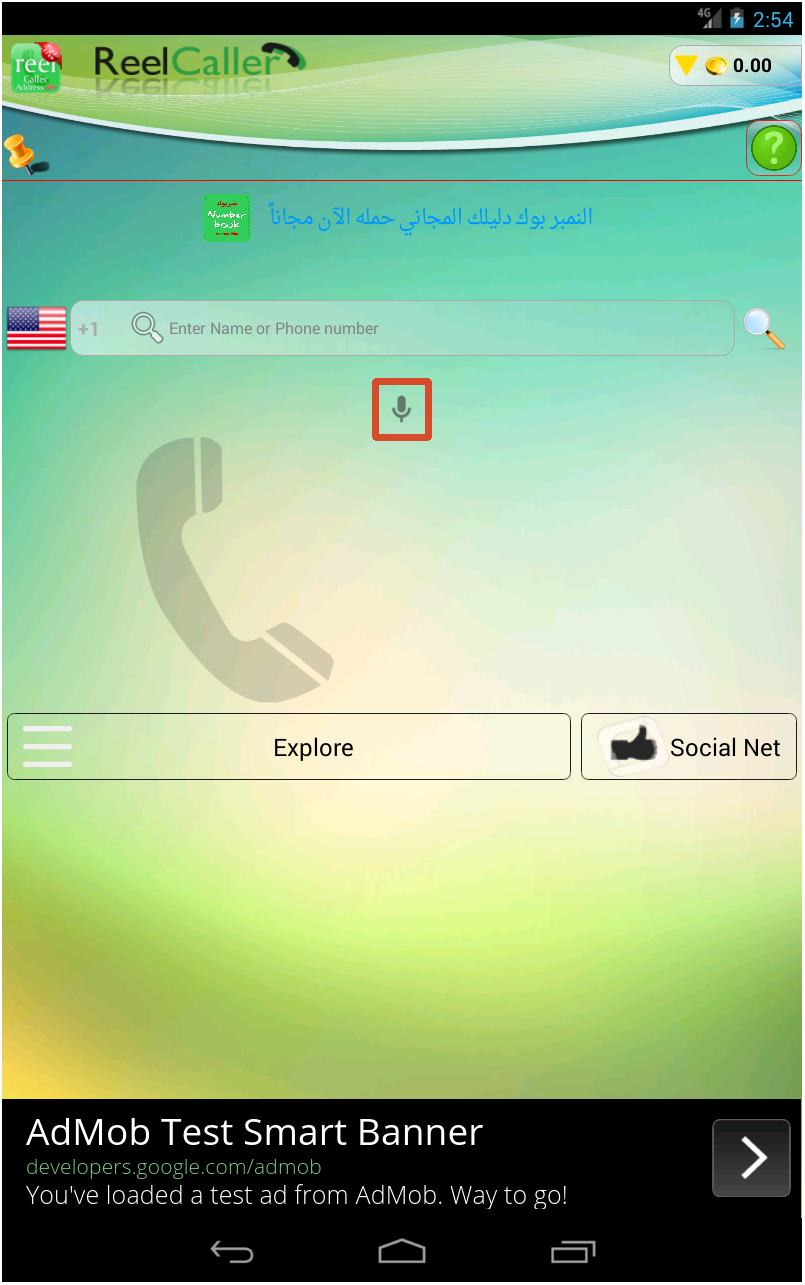 4G 2:54
reel
Caller
Address
ReelCaller
0.00
?
نمبر بوك
Number
book
النمبر بوك دليلك المجاني حمله الآن مجاناً
+1 Enter Name or Phone number
Explore
Social Net
AdMob Test Smart Banner
developers.google.com/admob
You've loaded a test ad from AdMob. Way to go!